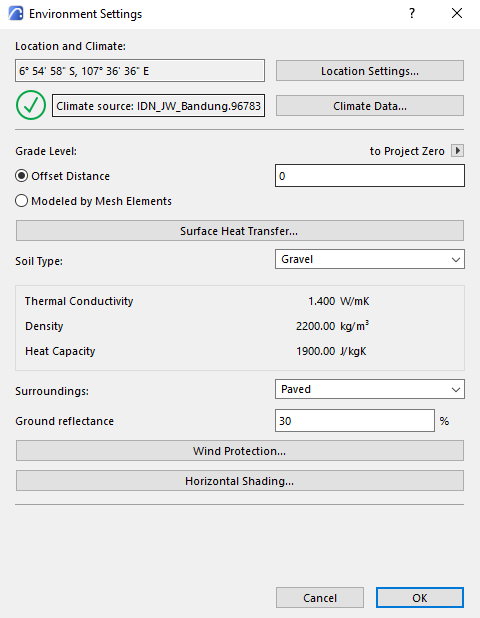 Environment Settings
?
Location and Climate:
6° 54' 58" S, 107° 36' 36" E
Location Settings...
Climate source: IDN_JW_Bandung.96783
Climate Data...
Grade Level:
to Project Zero
Offset Distance
0
Modeled by Mesh Elements
Surface Heat Transfer...
Soil Type:
Gravel
Thermal Conductivity 1.400 W/mK
Density 2200.00 kg/m³
Heat Capacity 1900.00 J/kgK
Surroundings:
Paved
Ground reflectance
30 %
Wind Protection...
Horizontal Shading...
Cancel
OK